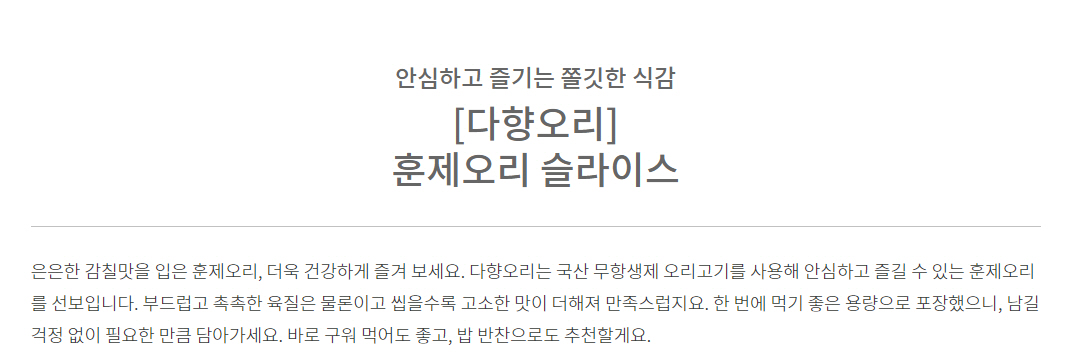 안심하고 즐기는 쫄깃한 식감
[다향오리]
훈제오리 슬라이스
은은한 감칠맛을 입은 훈제오리, 더욱 건강하게 즐겨 보세요. 다향오리는 국산 무항생제 오리고기를 사용해 안심하고 즐길 수 있는 훈제오리
를 선보입니다. 부드럽고 촉촉한 육질은 물론이고 씹을수록 고소한 맛이 더해져 만족스럽지요. 한 번에 먹기 좋은 용량으로 포장했으니, 남길
걱정 없이 필요한 만큼 담아가세요. 바로 구워 먹어도 좋고, 밥 반찬으로도 추천할게요.